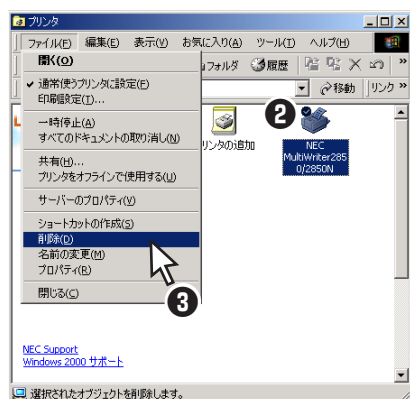 プリンタ
ファイル(F) 編集(E) 表示(V) お気に入り(A) ツール(T) ヘルプ(H)
開く(O)
フォルダ 履歴
通常使うプリンタに設定(F)
移動 リンク
印刷設定(I)...
一時停止(A)
すべてのドキュメントの取り消し(N)
共有(H)...
プリンタをオフラインで使用する(U)
サーバーのプロパティ(V)
ショートカットの作成(S)
削除(D)
名前の変更(M)
プロパティ(R)
閉じる(C)
リンタの追加
❷
NEC
MultiWriter285
0/2850N
❸
NEC Support
Windows 2000 サポート
選択されたオブジェクトを削除します。